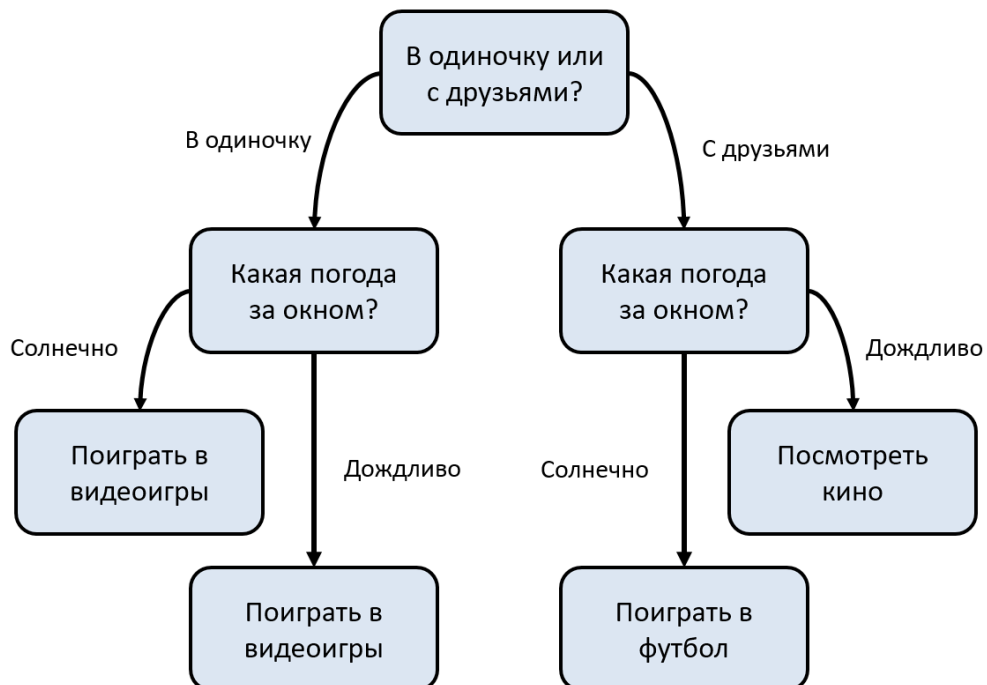 В одиночку или
с друзьями?
В одиночку
С друзьями
Какая погода
за окном?
Какая погода
за окном?
Солнечно
Дождливо
Поиграть в
видеоигры
Дождливо
Солнечно
Посмотреть
кино
Поиграть в
видеоигры
Поиграть в
футбол